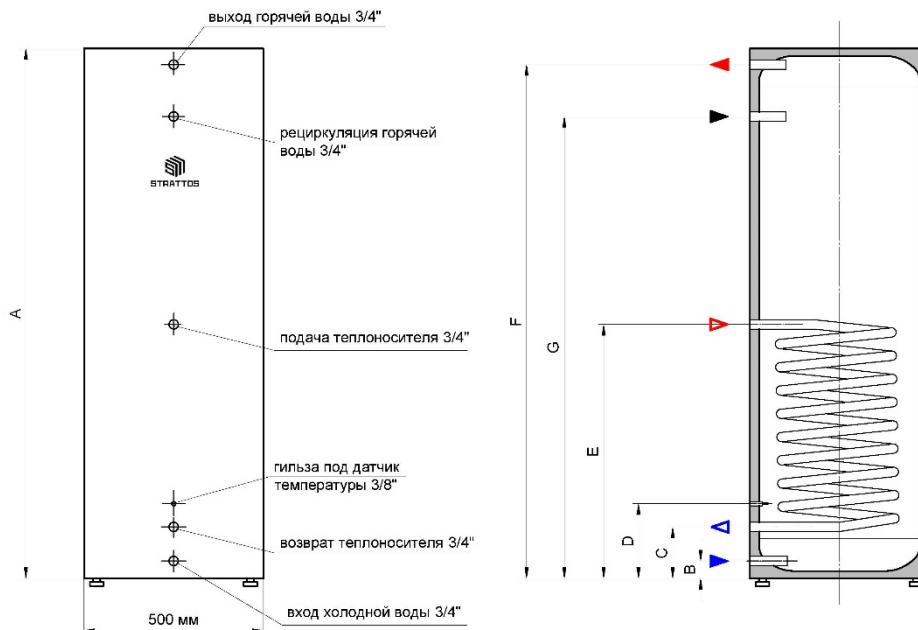 выход горячей воды 3/4"
рециркуляция горячей
воды 3/4"
STRATTOS
подача теплоносителя 3/4"
гильза под датчик
температуры 3/8"
возврат теплоносителя 3/4"
вход холодной воды 3/4"
500 мм
A
F
G
E
D
C
B